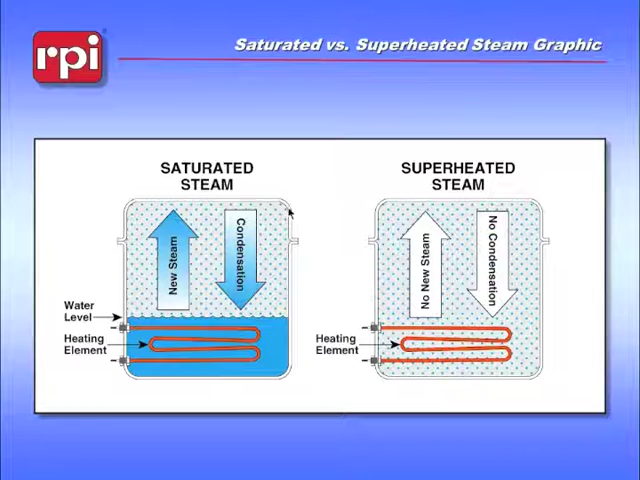 rpi
Saturated vs. Superheated Steam Graphic
SATURATED
STEAM
New Steam
Condensation
Water
Level
Heating
Element
SUPERHEATED
STEAM
No New Steam
No Condensation
Heating
Element